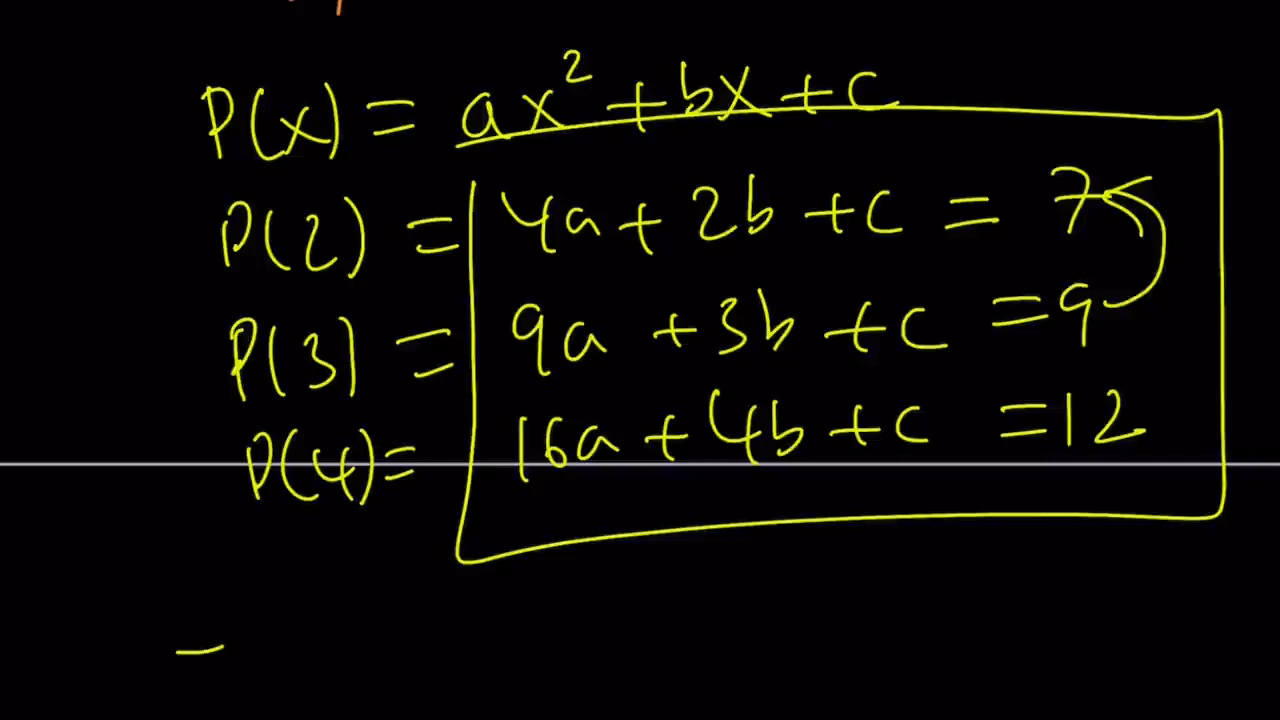 P(x) = ax² + bx + c
P(2) = 4a + 2b + c = 7
P(3) = 9a + 3b + c = 9
P(4) = 16a + 4b + c = 12